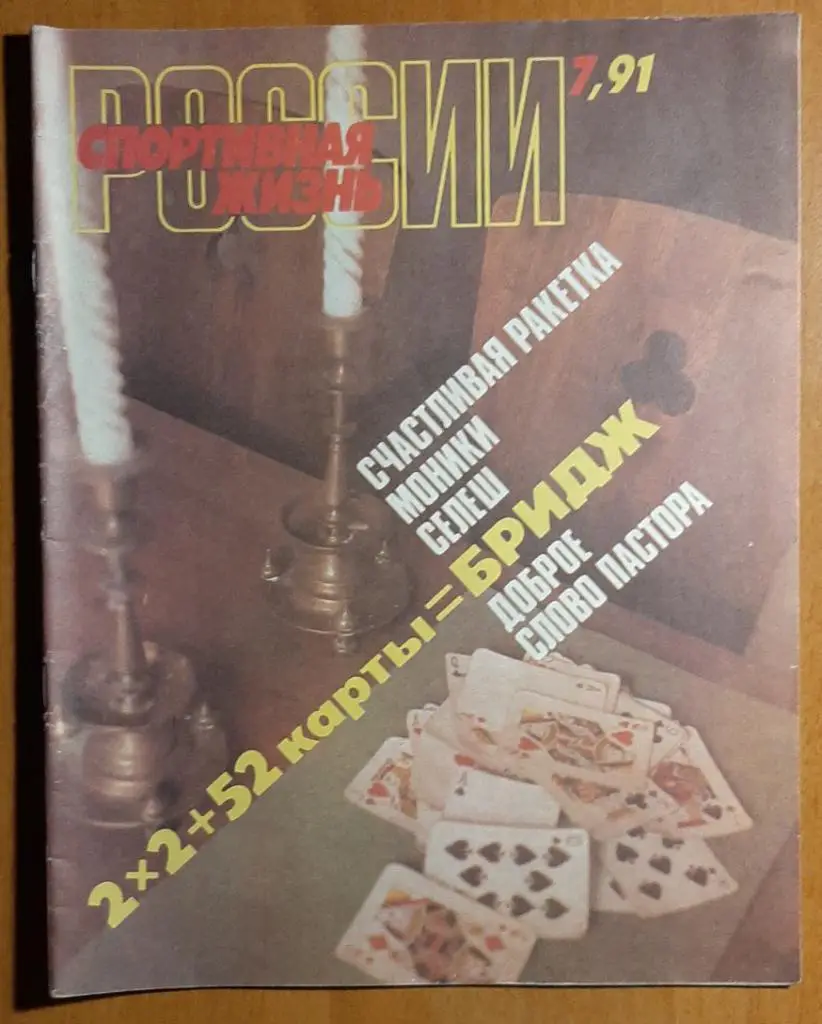 СПОРТИВНАЯ
ЖИЗНЬ
РОССИИ
7,91
СЧАСТЛИВАЯ РАКЕТКА
МОНИКИ
СЕЛЕШ
2×2+52 карты=БРИДЖ
ДОБРОЕ
СЛОВО ПАСТОРА